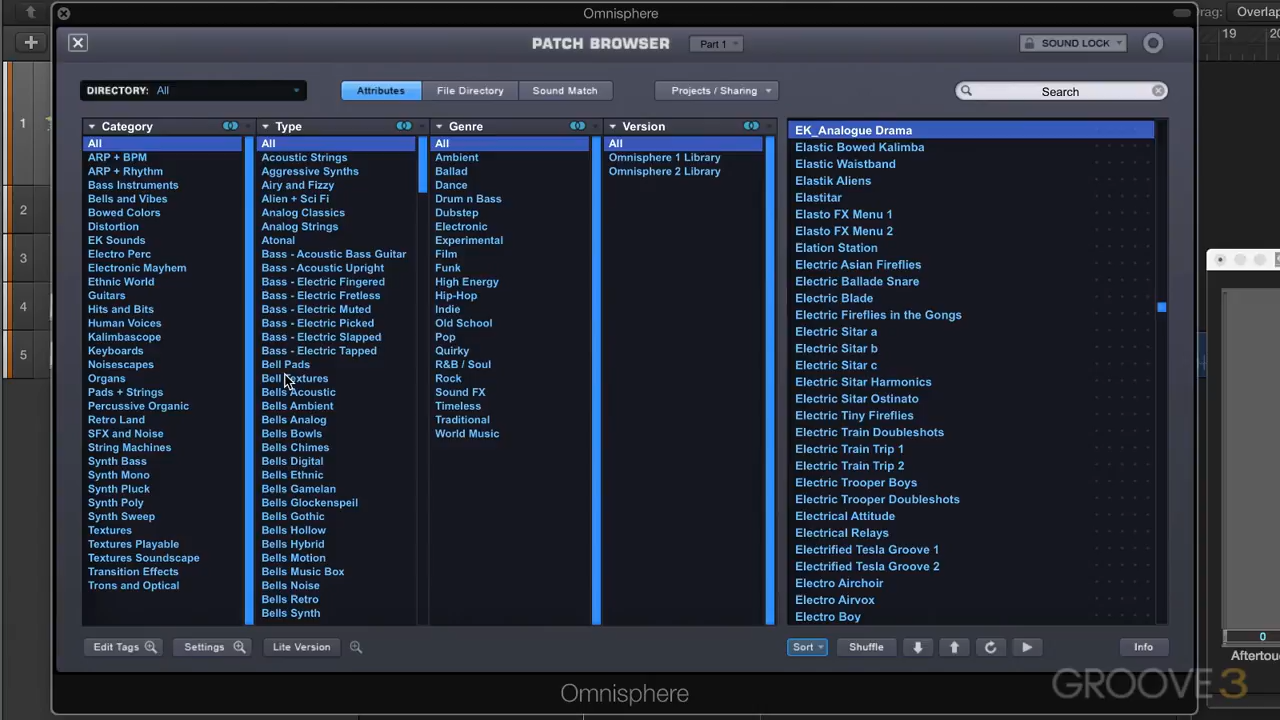 Omnisphere
rag: Overlap
PATCH BROWSER
Part 1
SOUND LOCK
19
DIRECTORY: All
Attributes
File Directory
Sound Match
Projects / Sharing
Search
Category
All
ARP + BPM
ARP + Rhythm
Bass Instruments
Bells and Vibes
Bowed Colors
Distortion
EK Sounds
Electro Perc
Electronic Mayhem
Ethnic World
Guitars
Hits and Bits
Human Voices
Kalimbascape
Keyboards
Noisescapes
Organs
Pads + Strings
Percussive Organic
Retro Land
SFX and Noise
String Machines
Synth Bass
Synth Mono
Synth Pluck
Synth Poly
Synth Sweep
Textures
Textures Playable
Textures Soundscape
Transition Effects
Trons and Optical
Type
All
Acoustic Strings
Aggressive Synths
Airy and Fizzy
Alien + Sci Fi
Analog Classics
Analog Strings
Atonal
Bass - Acoustic Bass Guitar
Bass - Acoustic Upright
Bass - Electric Fingered
Bass - Electric Fretless
Bass - Electric Muted
Bass - Electric Picked
Bass - Electric Slapped
Bass - Electric Tapped
Bell Pads
Bell Textures
Bells Acoustic
Bells Ambient
Bells Analog
Bells Bowls
Bells Chimes
Bells Digital
Bells Ethnic
Bells Gamelan
Bells Glockenspeil
Bells Gothic
Bells Hollow
Bells Hybrid
Bells Motion
Bells Music Box
Bells Noise
Bells Retro
Bells Synth
Genre
All
Ambient
Ballad
Dance
Drum n Bass
Dubstep
Electronic
Experimental
Film
Funk
High Energy
Hip-Hop
Indie
Old School
Pop
Quirky
R&B / Soul
Rock
Sound FX
Timeless
Traditional
World Music
Version
All
Omnisphere 1 Library
Omnisphere 2 Library
EK_Analogue Drama
Elastic Bowed Kalimba
Elastic Waistband
Elastik Aliens
Elastitar
Elasto FX Menu 1
Elasto FX Menu 2
Elation Station
Electric Asian Fireflies
Electric Ballade Snare
Electric Blade
Electric Fireflies in the Gongs
Electric Sitar a
Electric Sitar b
Electric Sitar c
Electric Sitar Harmonics
Electric Sitar Ostinato
Electric Tiny Fireflies
Electric Train Doubleshots
Electric Train Trip 1
Electric Train Trip 2
Electric Trooper Boys
Electric Trooper Doubleshots
Electrical Attitude
Electrical Relays
Electrified Tesla Groove 1
Electrified Tesla Groove 2
Electro Airchoir
Electro Airvox
Electro Boy
1
2
3
4
5
Edit Tags
Settings
Lite Version
Sort
Shuffle
Info
0
Aftertou
Omnisphere
GROOVE3